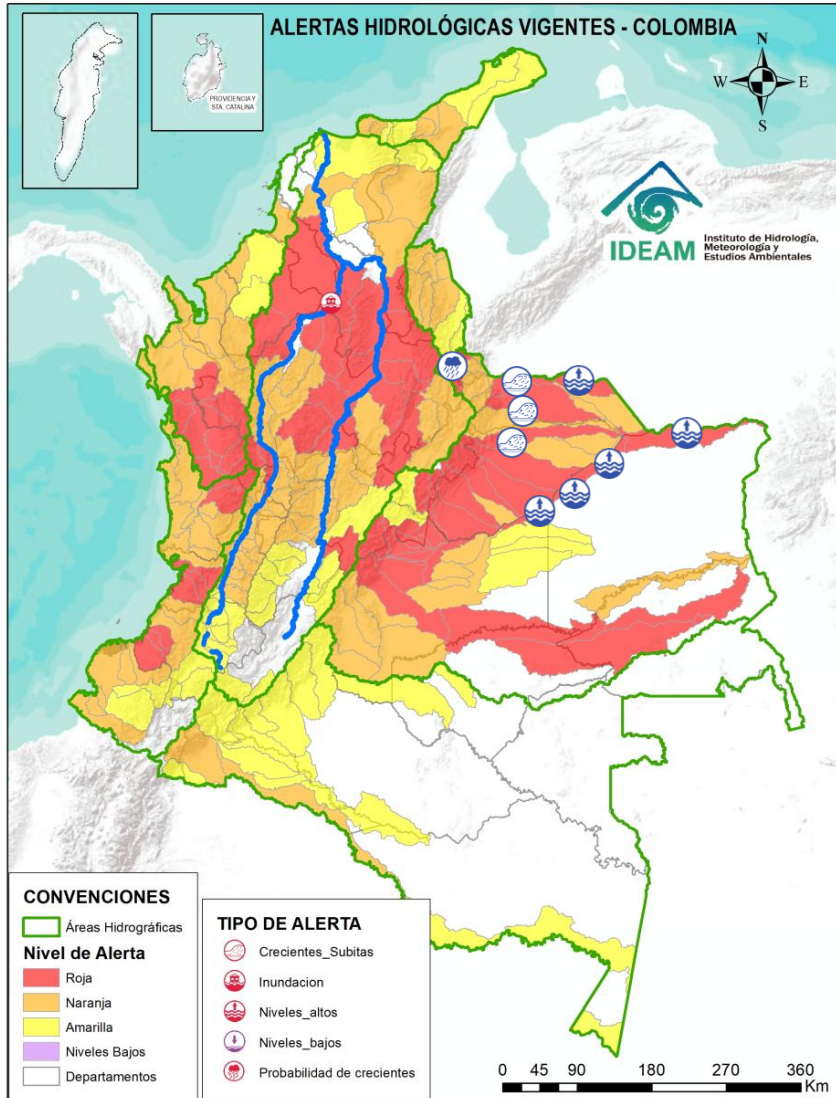 ALERTAS HIDROLÓGICAS VIGENTES - COLOMBIA
PROVIDENCIA Y
STA. CATALINA
N
W
E
S
IDEAM
Instituto de Hidrología,
Meteorología y
Estudios Ambientales
CONVENCIONES
Áreas Hidrográficas
Nivel de Alerta
Roja
Naranja
Amarilla
Niveles Bajos
Departamentos
TIPO DE ALERTA
Crecientes_Subitas
Inundacion
Niveles_altos
Niveles_bajos
Probabilidad de crecientes
0 45 90 180 270 360
Km